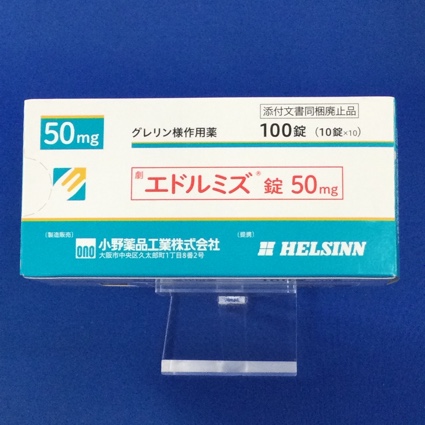 50mg
グレリン様作用薬
添付文書同梱廃止品
100錠 (10錠×10)
劇 エドルミズ® 錠 50mg
(製造販売)
ono 小野薬品工業株式会社
大阪市中央区久太郎町1丁目8番2号
(提携)
HELSINN